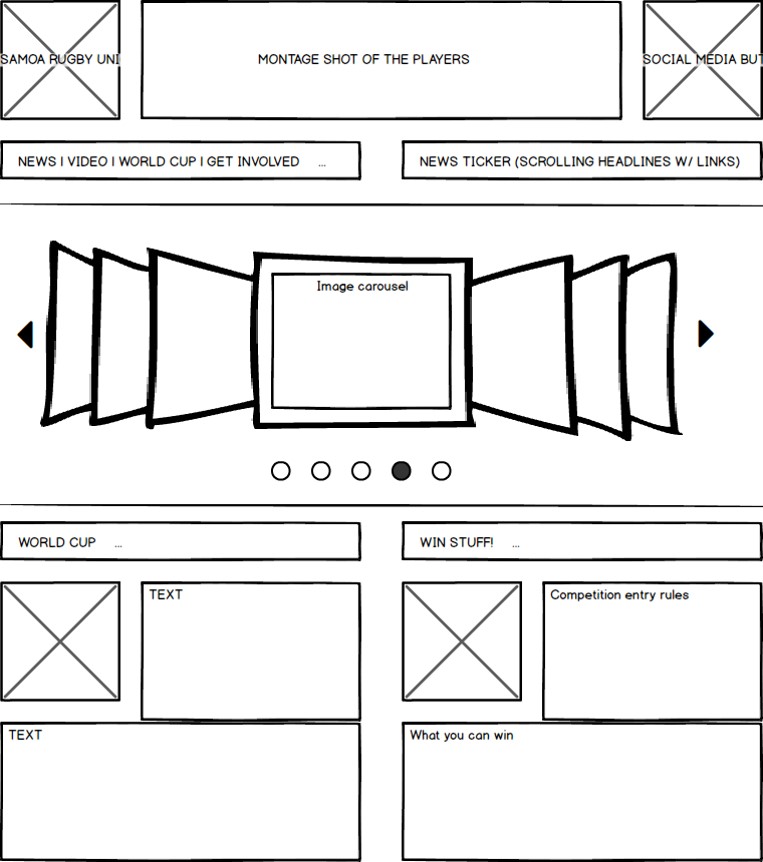 SAMOA RUGBY UNI
MONTAGE SHOT OF THE PLAYERS
SOCIAL MEDIA BUT
NEWS | VIDEO | WORLD CUP | GET INVOLVED ...
NEWS TICKER (SCROLLING HEADLINES W/ LINKS)
Image carousel
WORLD CUP ...
WIN STUFF! ...
TEXT
Competition entry rules
TEXT
What you can win